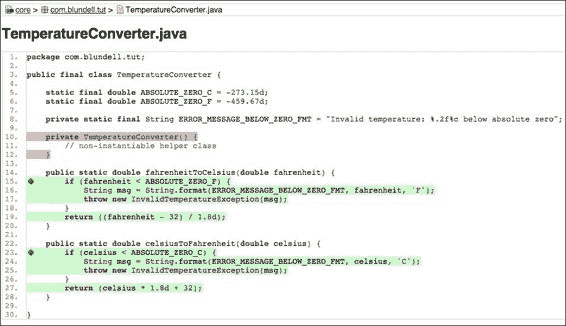 core > com.blundell.tut > TemperatureConverter.java
TemperatureConverter.java
1. package com.blundell.tut;
2.
3. public final class TemperatureConverter {
4.
5. static final double ABSOLUTE_ZERO_C = -273.15d;
6. static final double ABSOLUTE_ZERO_F = -459.67d;
7.
8. private static final String ERROR_MESSAGE_BELOW_ZERO_FMT = "Invalid temperature: %.2f%c below absolute zero";
9.
10. private TemperatureConverter() {
11. // non-instantiable helper class
12. }
13.
14. public static double fahrenheitToCelsius(double fahrenheit) {
15. if (fahrenheit < ABSOLUTE_ZERO_F) {
16. String msg = String.format(ERROR_MESSAGE_BELOW_ZERO_FMT, fahrenheit, 'F');
17. throw new InvalidTemperatureException(msg);
18. }
19. return ((fahrenheit - 32) / 1.8d);
20. }
21.
22. public static double celsiusToFahrenheit(double celsius) {
23. if (celsius < ABSOLUTE_ZERO_C) {
24. String msg = String.format(ERROR_MESSAGE_BELOW_ZERO_FMT, celsius, 'C');
25. throw new InvalidTemperatureException(msg);
26. }
27. return (celsius * 1.8d + 32);
28. }
29.
30. }